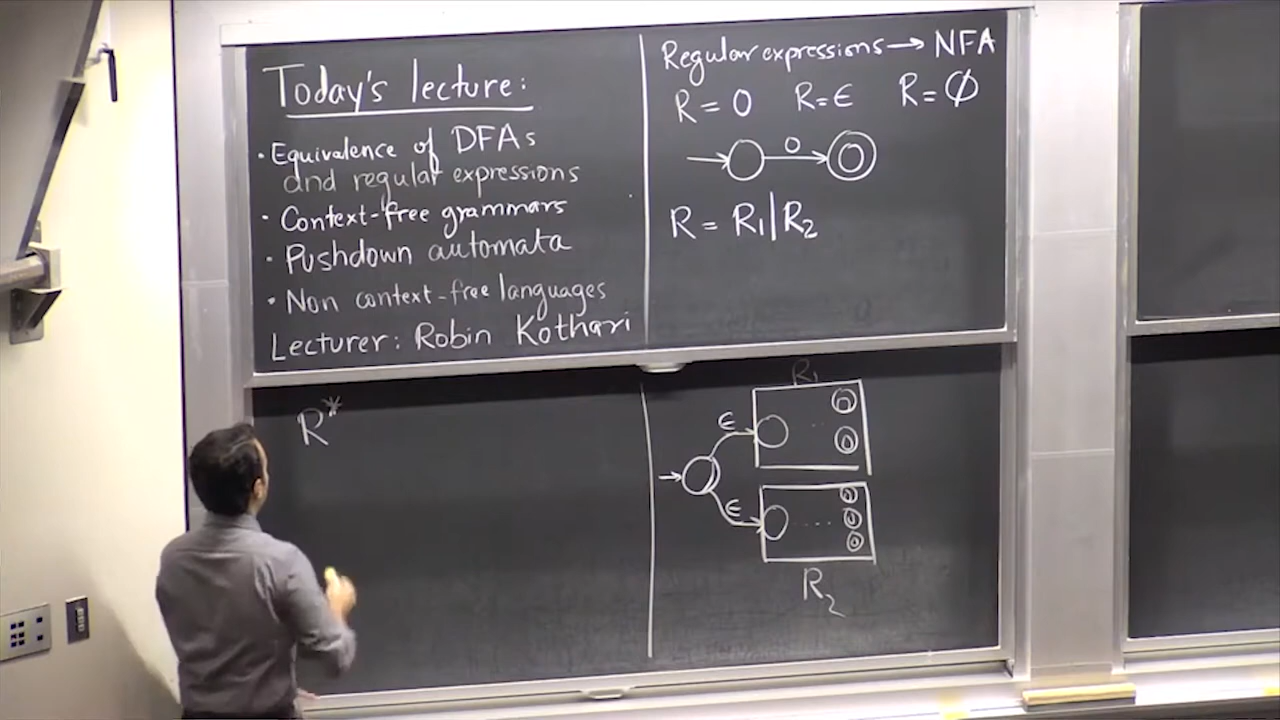 Today's lecture:
• Equivalence of DFAs
and regular expressions
• Context-free grammars
• Pushdown automata
• Non context-free languages
Lecturer: Robin Kothari
Regular expressions → NFA
R = 0 R = ε R = ∅
0
R = R₁|R₂
R*
R₁
ε
ε
R₂